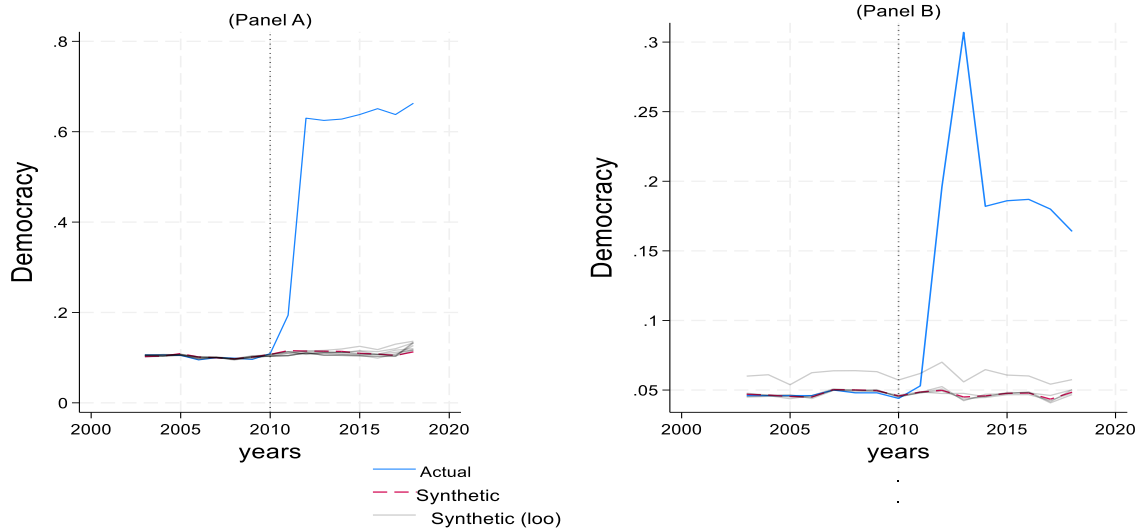 (Panel A)
.8
.6
.4
.2
0
Democracy
2000 2005 2010 2015 2020
years
(Panel B)
.3
.25
.2
.15
.1
.05
Democracy
2000 2005 2010 2015 2020
years
Actual
Synthetic
Synthetic (loo)